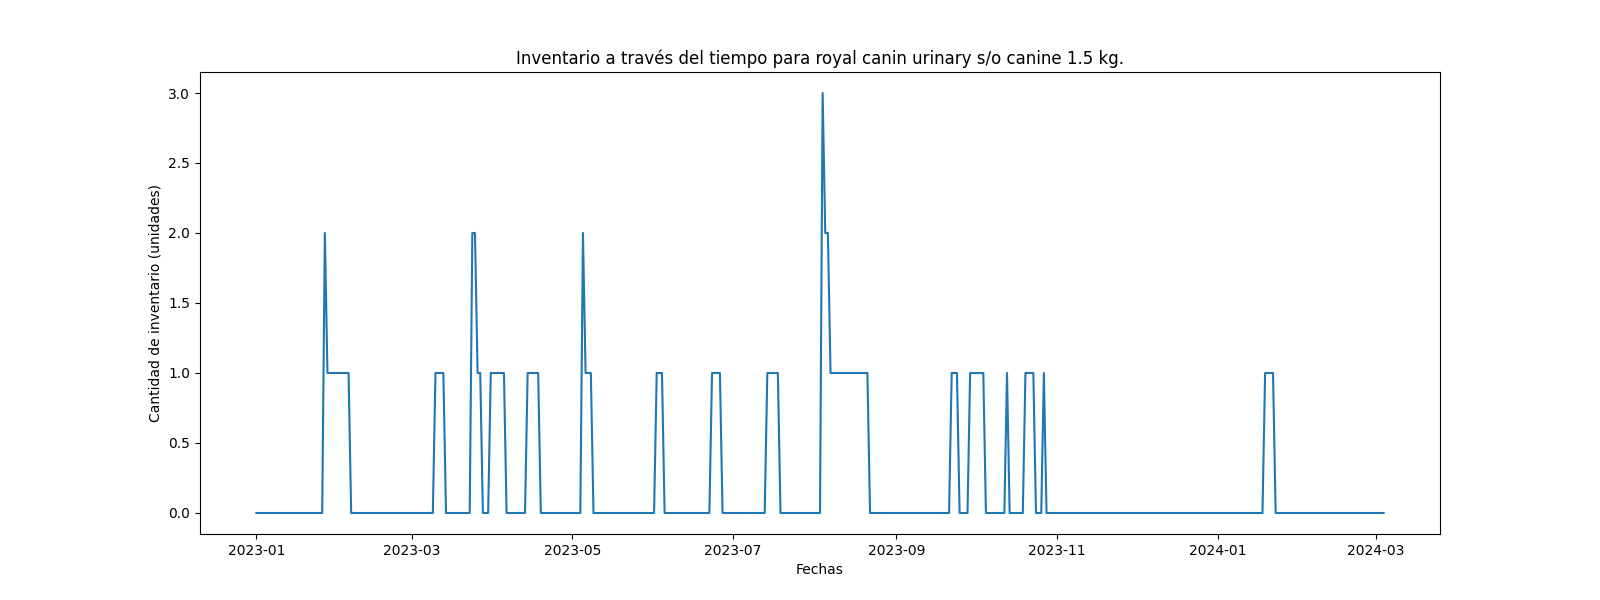 Inventario a través del tiempo para royal canin urinary s/o canine 1.5 kg.
Cantidad de inventario (unidades)
3.0
2.5
2.0
1.5
1.0
0.5
0.0
2023-01 2023-03 2023-05 2023-07 2023-09 2023-11 2024-01 2024-03
Fechas